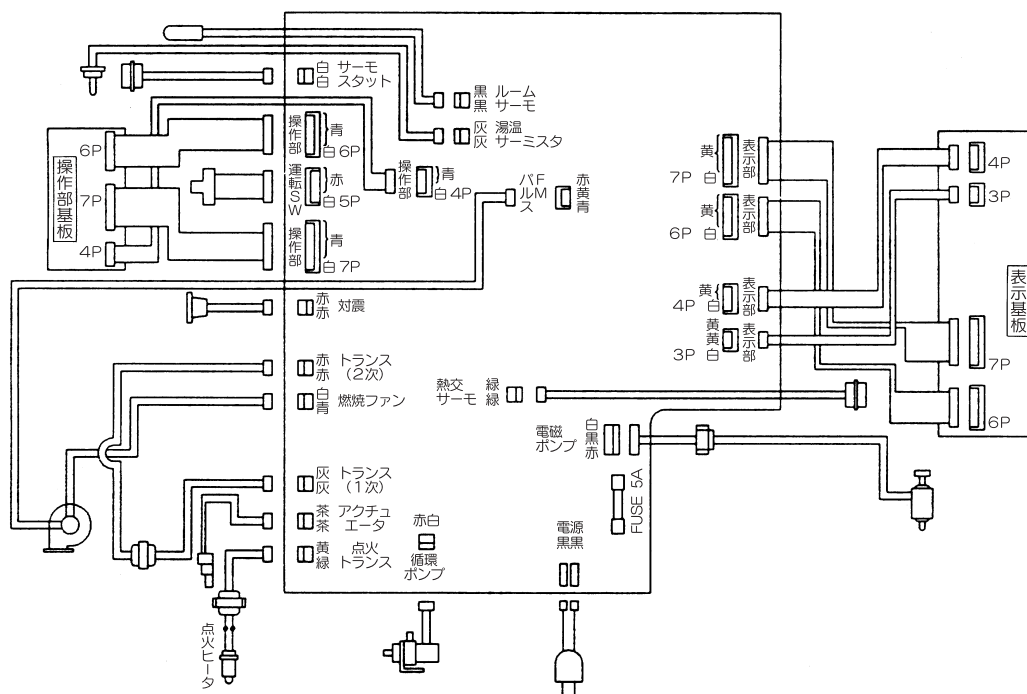 白 サーモ
白 スタット
黒 ルーム
黒 サーモ
灰 湯温
灰 サーミスタ
操作部
青
白 6P
運転SW
赤
白 5P
操作部
青
白 4P
操作部
青
白 7P
パルス
FM
赤
黄
青
操作部基板
6P
7P
4P
赤
赤 対震
赤 トランス
赤 (2次)
白
青 燃焼ファン
灰 トランス
灰 (1次)
茶 アクチュ
茶 エータ
黄 点火
緑 トランス
点火ヒータ
赤白
循環
ポンプ
熱交 緑
サーモ 緑
電磁
ポンプ
白
黒
赤
FUSE 5A
電源
黒黒
黄
7P 白
表示部
黄
6P 白
表示部
黄
4P 白
表示部
黄
黄
3P 白
表示部
4P
3P
表示基板
7P
6P